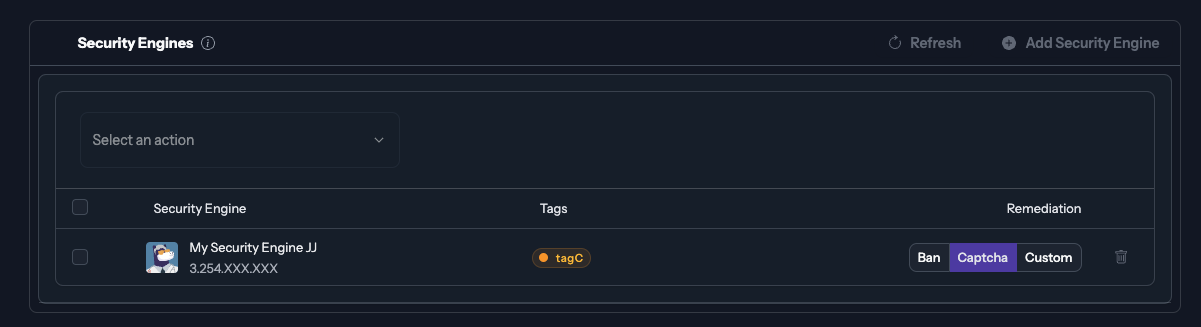 Security Engines
Refresh
Add Security Engine
Select an action
Security Engine
Tags
Remediation
My Security Engine JJ
3.254.XXX.XXX
tagC
Ban
Captcha
Custom